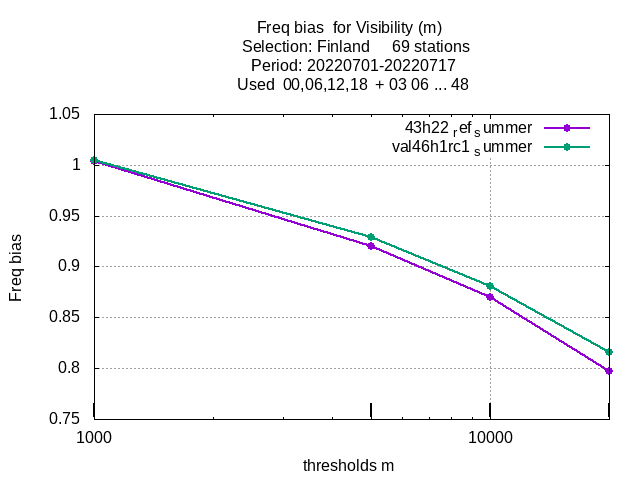 Freq bias for Visibility (m)
Selection: Finland 69 stations
Period: 20220701-20220717
Used 00,06,12,18 + 03 06 ... 48
1.05
43h22 ref summer
val46h1rc1 summer
1
0.95
0.9
0.85
0.8
0.75
Freq bias
1000
10000
thresholds m